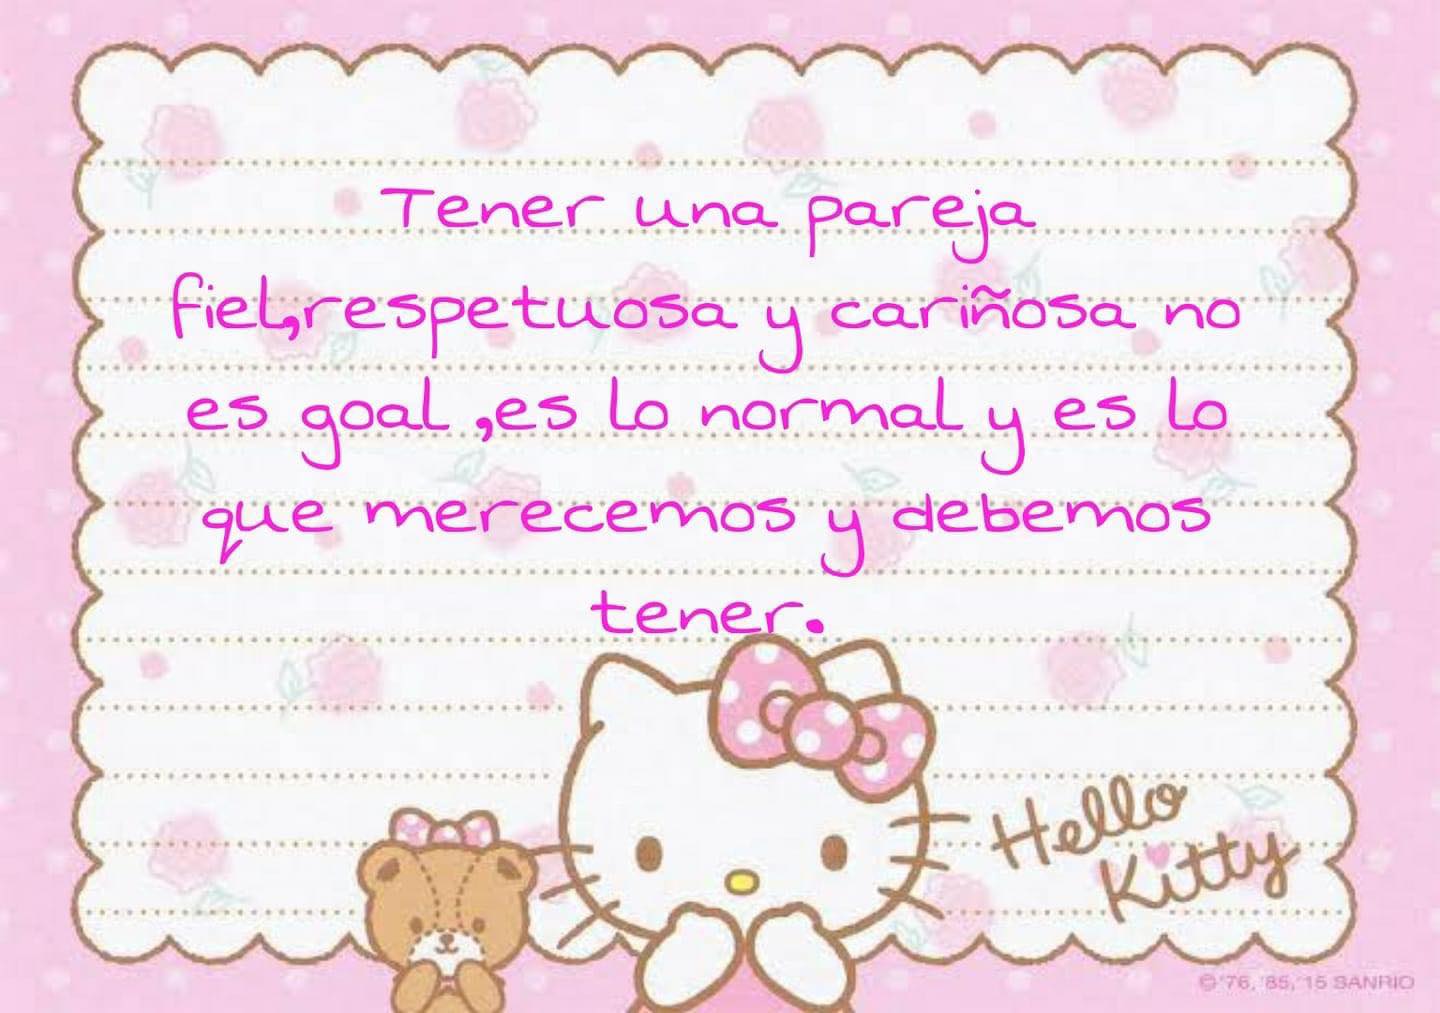 Tener una pareja
fiel,respetuosa y cariñosa no
es goal ,es lo normal y es lo
que merecemos y debemos
tener.
Hello
Kitty
© '76, '85, '15 SANRIO